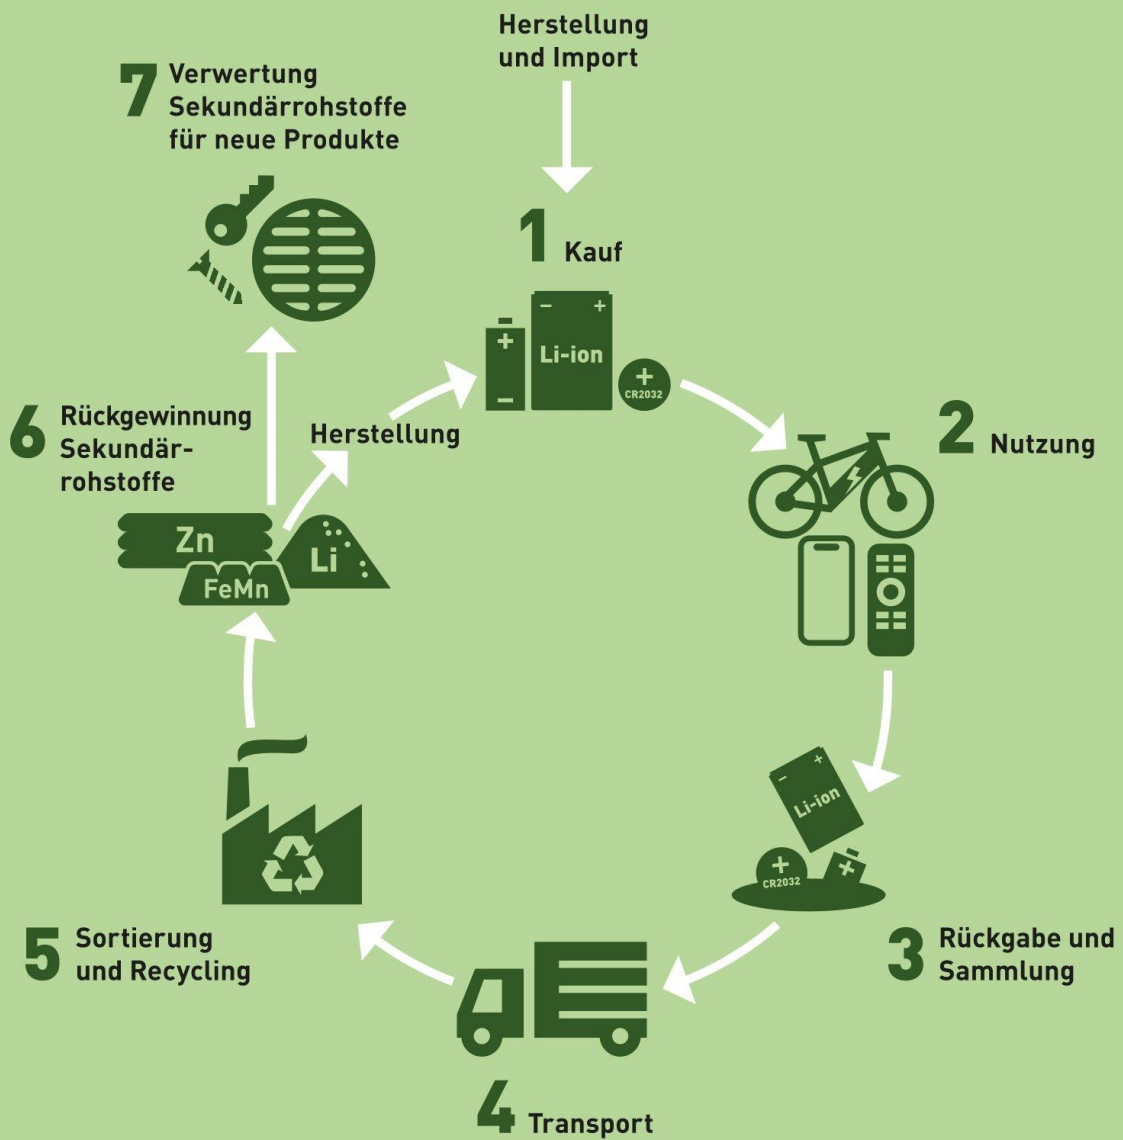 Herstellung
und Import
1 Kauf
– +
Li-ion
+
–
+
CR2032
2 Nutzung
– +
Li-ion
+
CR2032
+
3 Rückgabe und
Sammlung
4 Transport
5 Sortierung
und Recycling
6 Rückgewinnung
Sekundär-
rohstoffe
Zn
FeMn
Li
Herstellung
7 Verwertung
Sekundärrohstoffe
für neue Produkte